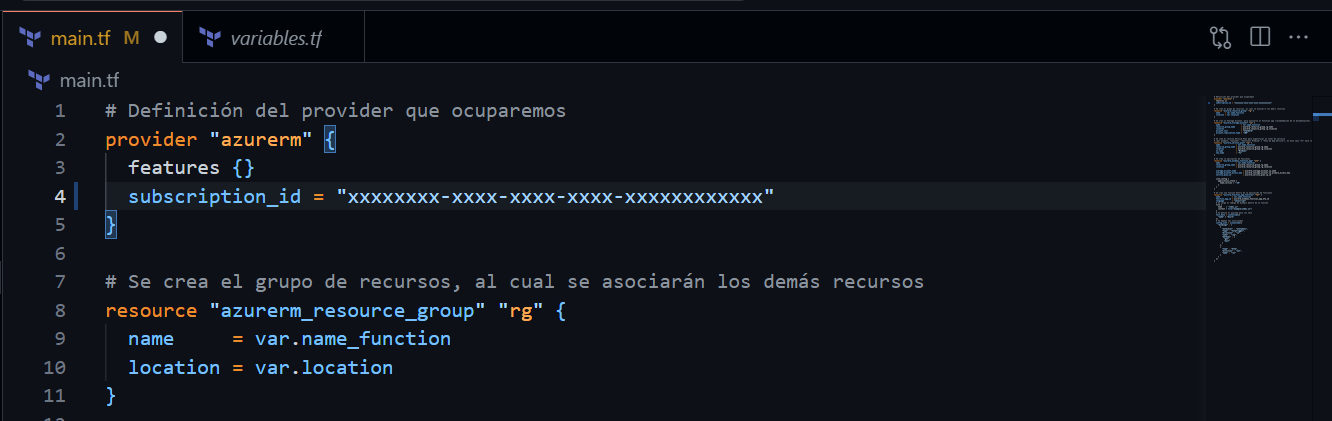 main.tf M variables.tf
main.tf
1 # Definición del provider que ocuparemos
2 provider "azurerm" {
3   features {}
4   subscription_id = "xxxxxxxx-xxxx-xxxx-xxxx-xxxxxxxxxxxx"
5 }
6
7 # Se crea el grupo de recursos, al cual se asociarán los demás recursos
8 resource "azurerm_resource_group" "rg" {
9   name     = var.name_function
10   location = var.location
11 }